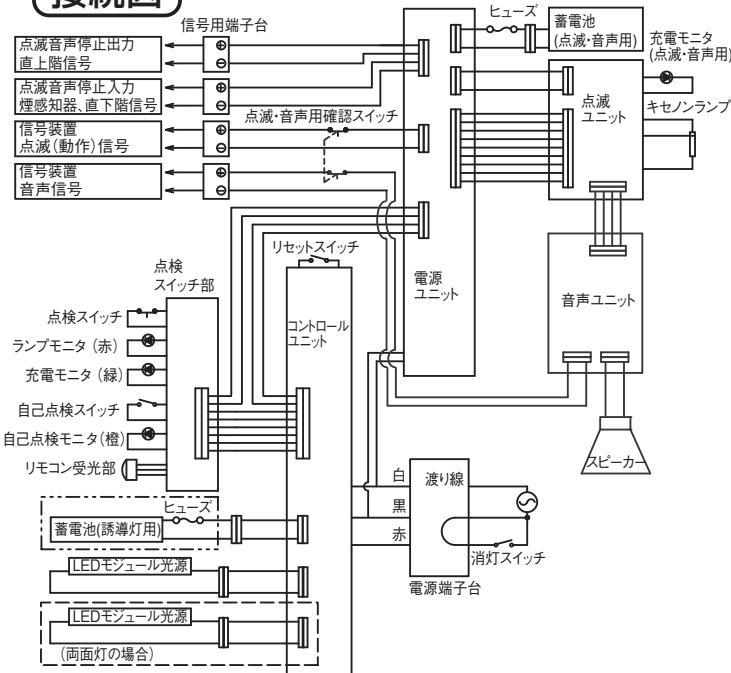 接続図
信号用端子台
点滅音声停止出力
直上階信号
点滅音声停止入力
煙感知器、直下階信号
信号装置
点滅(動作)信号
信号装置
音声信号
⊕
⊖
⊕
⊖
⊕
⊖
⊕
⊖
点滅・音声用確認スイッチ
ヒューズ
蓄電池
(点滅・音声用)
充電モニタ
(点滅・音声用)
点滅
ユニット
キセノンランプ
電源
ユニット
音声ユニット
スピーカー
リセットスイッチ
コントロール
ユニット
点検
スイッチ部
点検スイッチ
ランプモニタ(赤)
充電モニタ(緑)
自己点検スイッチ
自己点検モニタ(橙)
リモコン受光部
ヒューズ
蓄電池(誘導灯用)
LEDモジュール光源
LEDモジュール光源
(両面灯の場合)
白
黒
赤
渡り線
消灯スイッチ
電源端子台